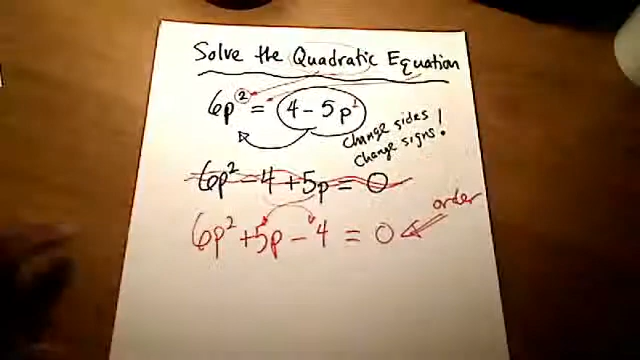 Solve the Quadratic Equation
6p² = 4 - 5p²
change sides!
change signs!
6p² - 4 + 5p = 0
order
6p² + 5p - 4 = 0